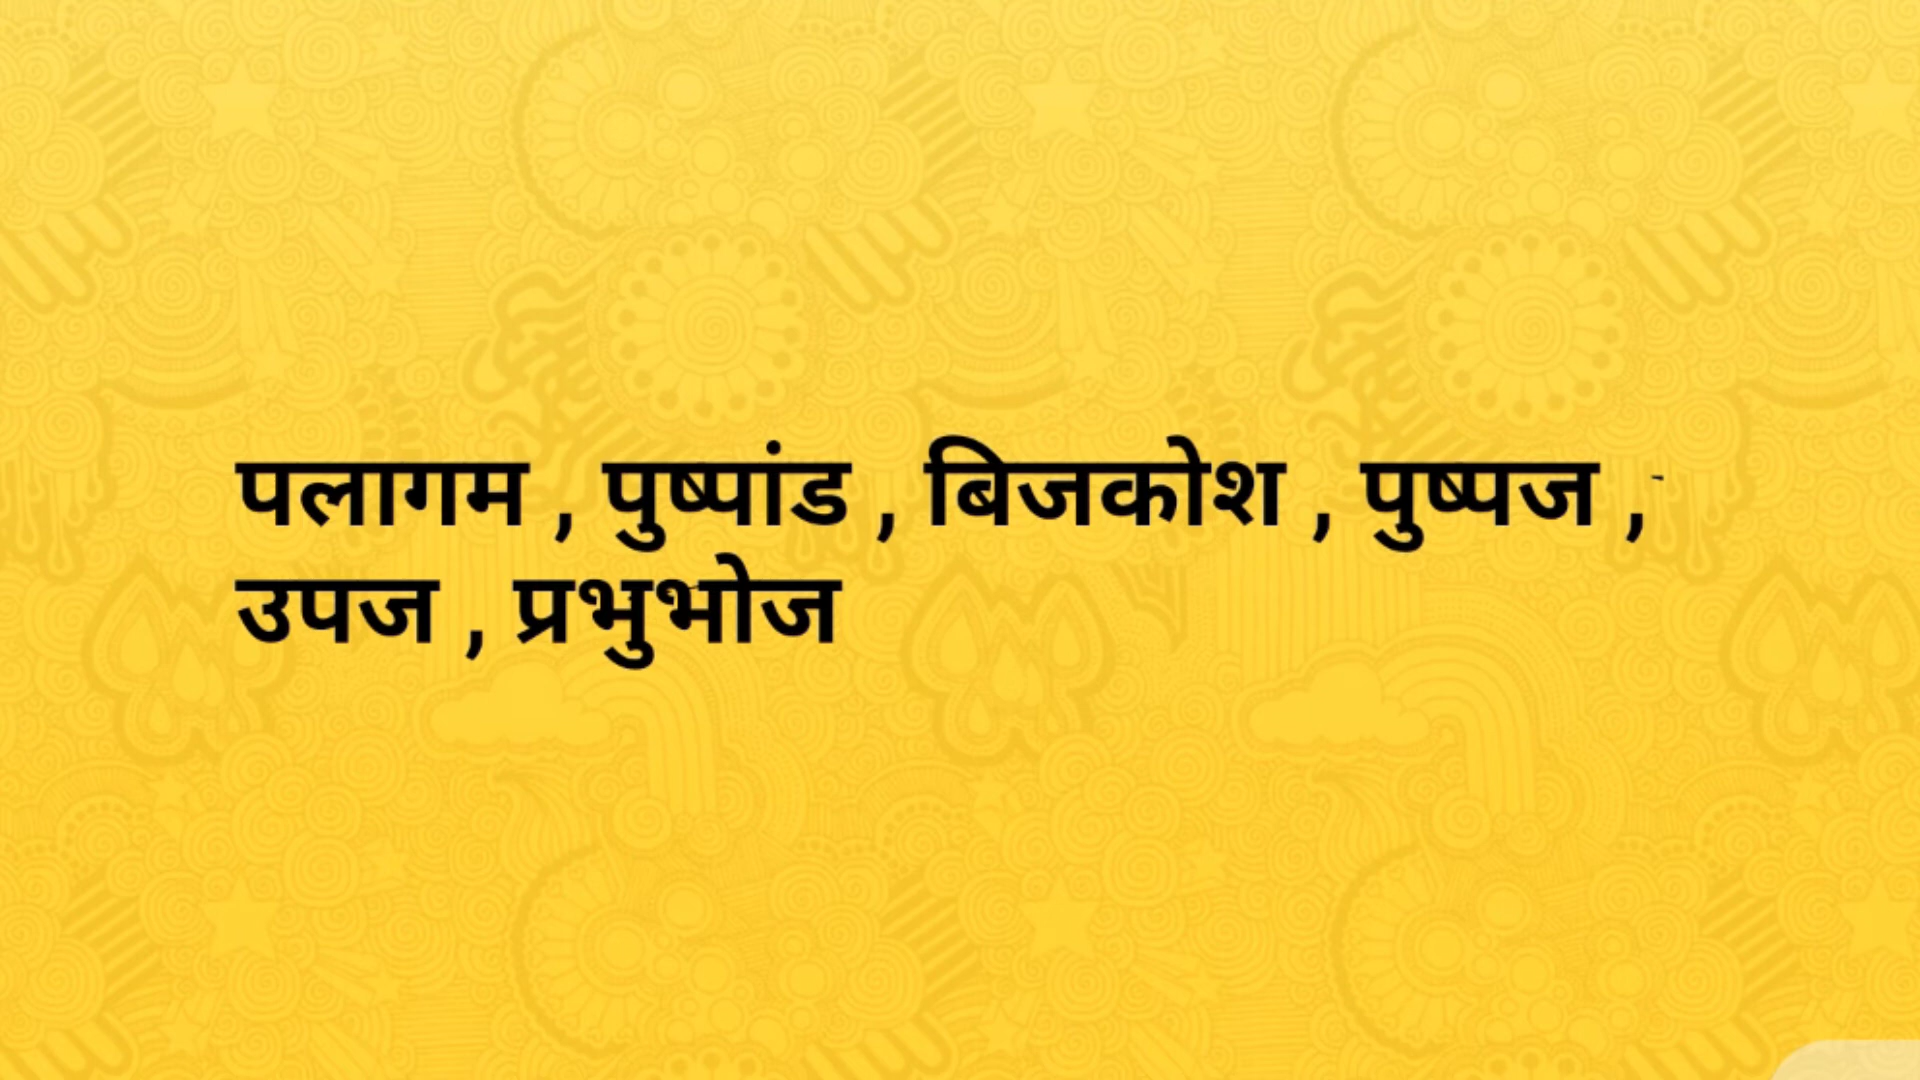 पलागम , पुष्पांड , बिजकोश , पुष्पज ,
उपज , प्रभुभोज